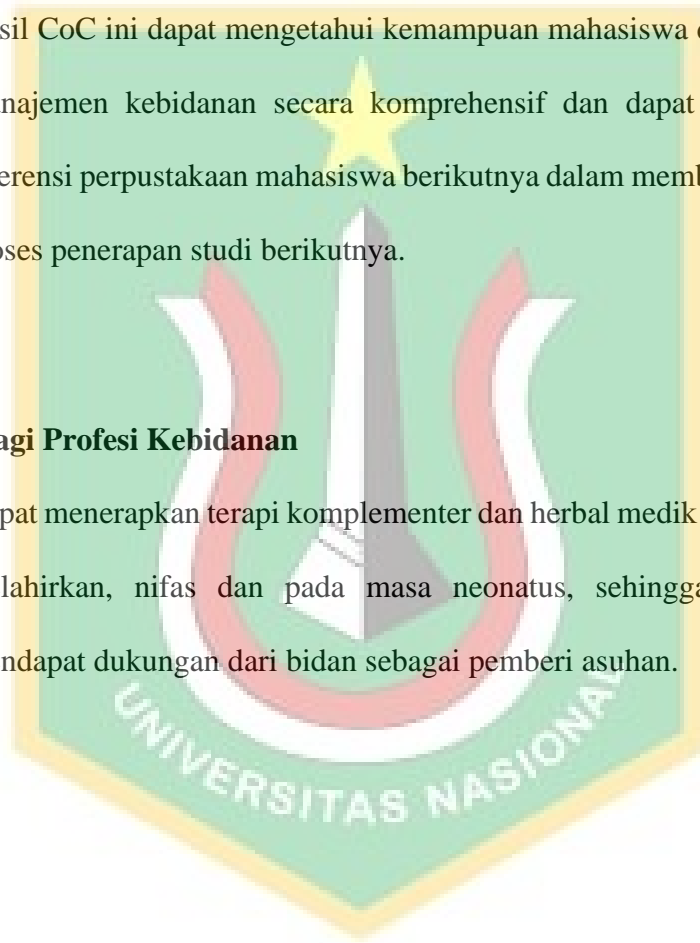 sil CoC ini dapat mengetahui kemampuan mahasiswa
najemen kebidanan secara komprehensif dan dapat
erensi perpustakaan mahasiswa berikutnya dalam memb
oses penerapan studi berikutnya.
agi Profesi Kebidanan
pat menerapkan terapi komplementer dan herbal medik
lahirkan, nifas dan pada masa neonatus, sehingga
endapat dukungan dari bidan sebagai pemberi asuhan.
UNIVERSITAS NASIONAL